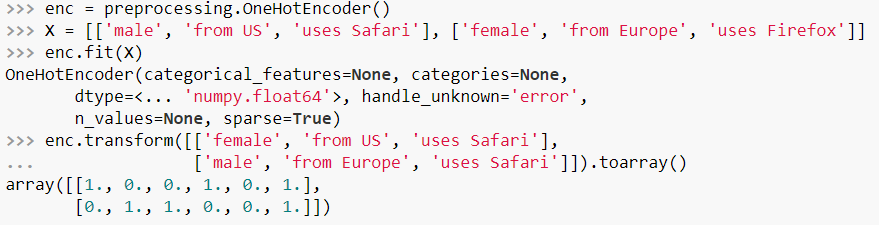 >>> enc = preprocessing.OneHotEncoder()
>>> X = [['male', 'from US', 'uses Safari'], ['female', 'from Europe', 'uses Firefox']]
>>> enc.fit(X)
OneHotEncoder(categorical_features=None, categories=None,
       dtype=<... 'numpy.float64'>, handle_unknown='error',
       n_values=None, sparse=True)
>>> enc.transform([['female', 'from US', 'uses Safari'],
...                ['male', 'from Europe', 'uses Safari']]).toarray()
array([[1., 0., 0., 1., 0., 1.],
       [0., 1., 1., 0., 0., 1.]])